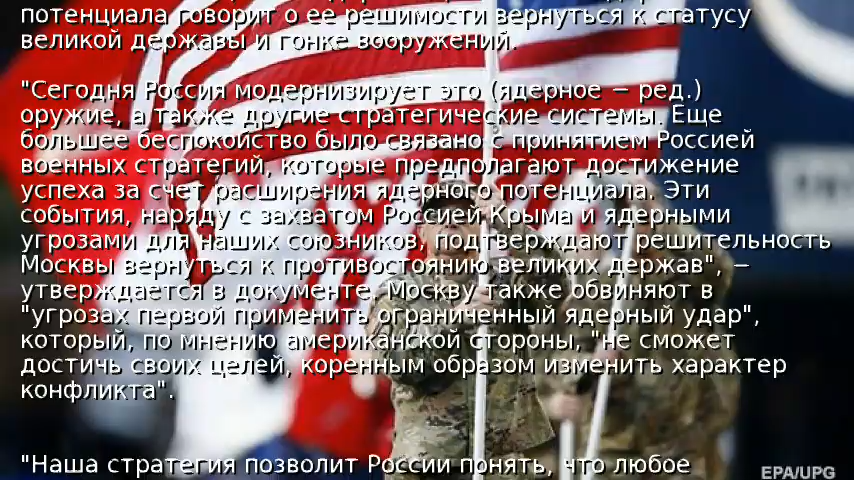 потенциала говорит о ее решимости вернуться к статусу
великой державы и гонке вооружений.
"Сегодня Россия модернизирует это (ядерное – ред.)
оружие, а также другие стратегические системы. Еще
большее беспокойство было связано с принятием Россией
военных стратегий, которые предполагают достижение
успеха за счет расширения ядерного потенциала. Эти
события, наряду с захватом Россией Крыма и ядерными
угрозами для наших союзников, подтверждают решительность
Москвы вернуться к противостоянию великих держав", –
утверждается в документе. Москву также обвиняют в
"угрозах первой применить ограниченный ядерный удар",
который, по мнению американской стороны, "не сможет
достичь своих целей, коренным образом изменить характер
конфликта".
"Наша стратегия позволит России понять, что любое
EPA/UPG